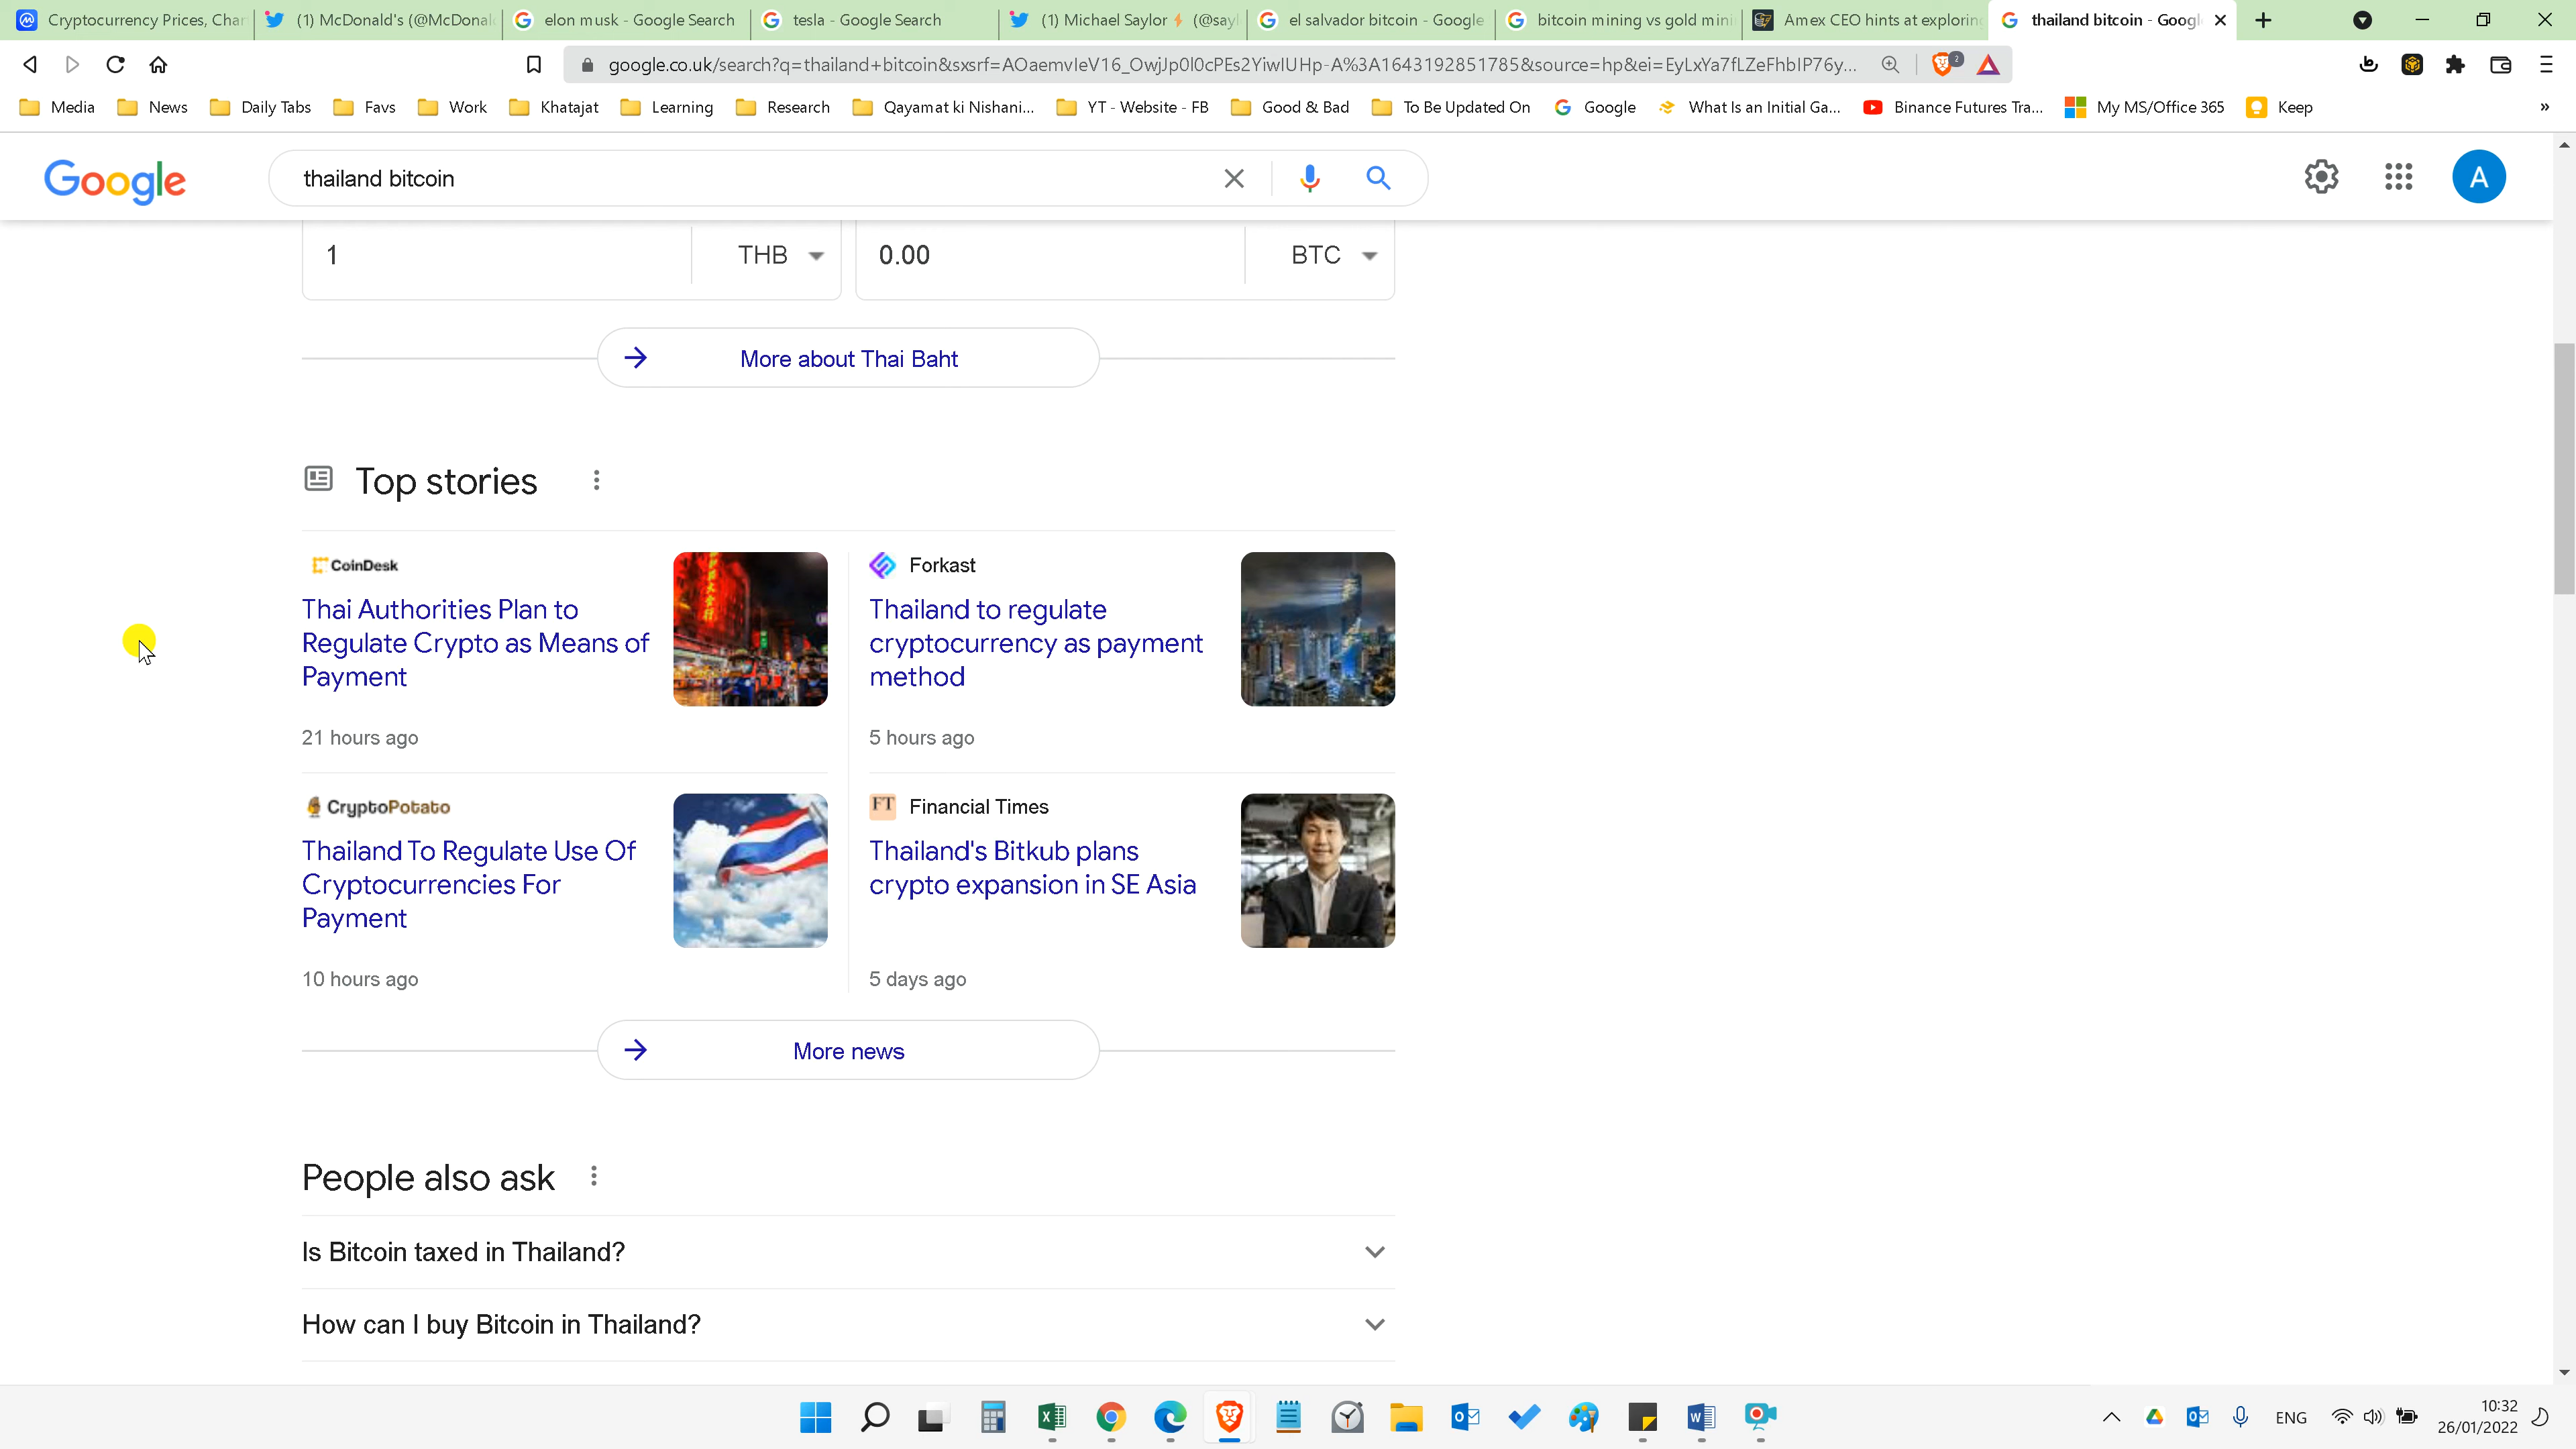 Cryptocurrency Prices, Char
(1) McDonald's (@McDonal
elon musk - Google Search
tesla - Google Search
(1) Michael Saylor⚡ (@sayl
el salvador bitcoin - Google
bitcoin mining vs gold mini
Amex CEO hints at explorin
thailand bitcoin - Googl
google.co.uk/search?q=thailand+bitcoin&sxsrf=AOaemvIeV16_OwjJp0l0cPEs2YiwIUHp-A%3A1643192851785&source=hp&ei=EyLxYa7fLZeFhbIP76y...
2
Media
News
Daily Tabs
Favs
Work
Khatajat
Learning
Research
Qayamat ki Nishani...
YT - Website - FB
Good & Bad
To Be Updated On
Google
What Is an Initial Ga...
Binance Futures Tra...
My MS/Office 365
Keep
»
Google
thailand bitcoin
A
1 THB
0.00 BTC
More about Thai Baht
Top stories
CoinDesk
Thai Authorities Plan to
Regulate Crypto as Means of
Payment
21 hours ago
Forkast
Thailand to regulate
cryptocurrency as payment
method
5 hours ago
CryptoPotato
Thailand To Regulate Use Of
Cryptocurrencies For
Payment
10 hours ago
FT Financial Times
Thailand's Bitkub plans
crypto expansion in SE Asia
5 days ago
More news
People also ask
Is Bitcoin taxed in Thailand?
How can I buy Bitcoin in Thailand?
ENG
10:32
26/01/2022